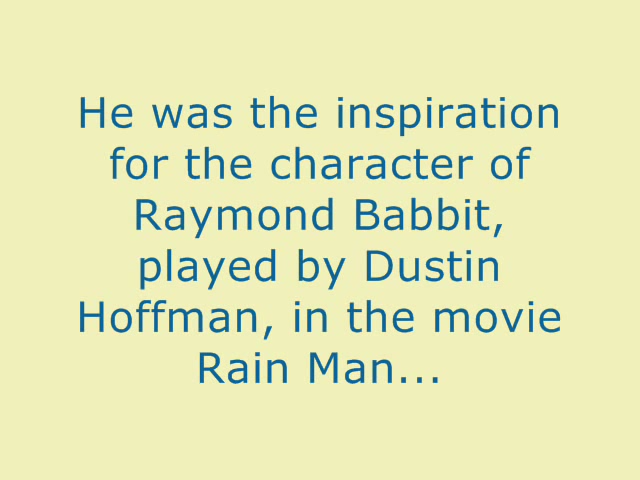 He was the inspiration
for the character of
Raymond Babbit,
played by Dustin
Hoffman, in the movie
Rain Man...